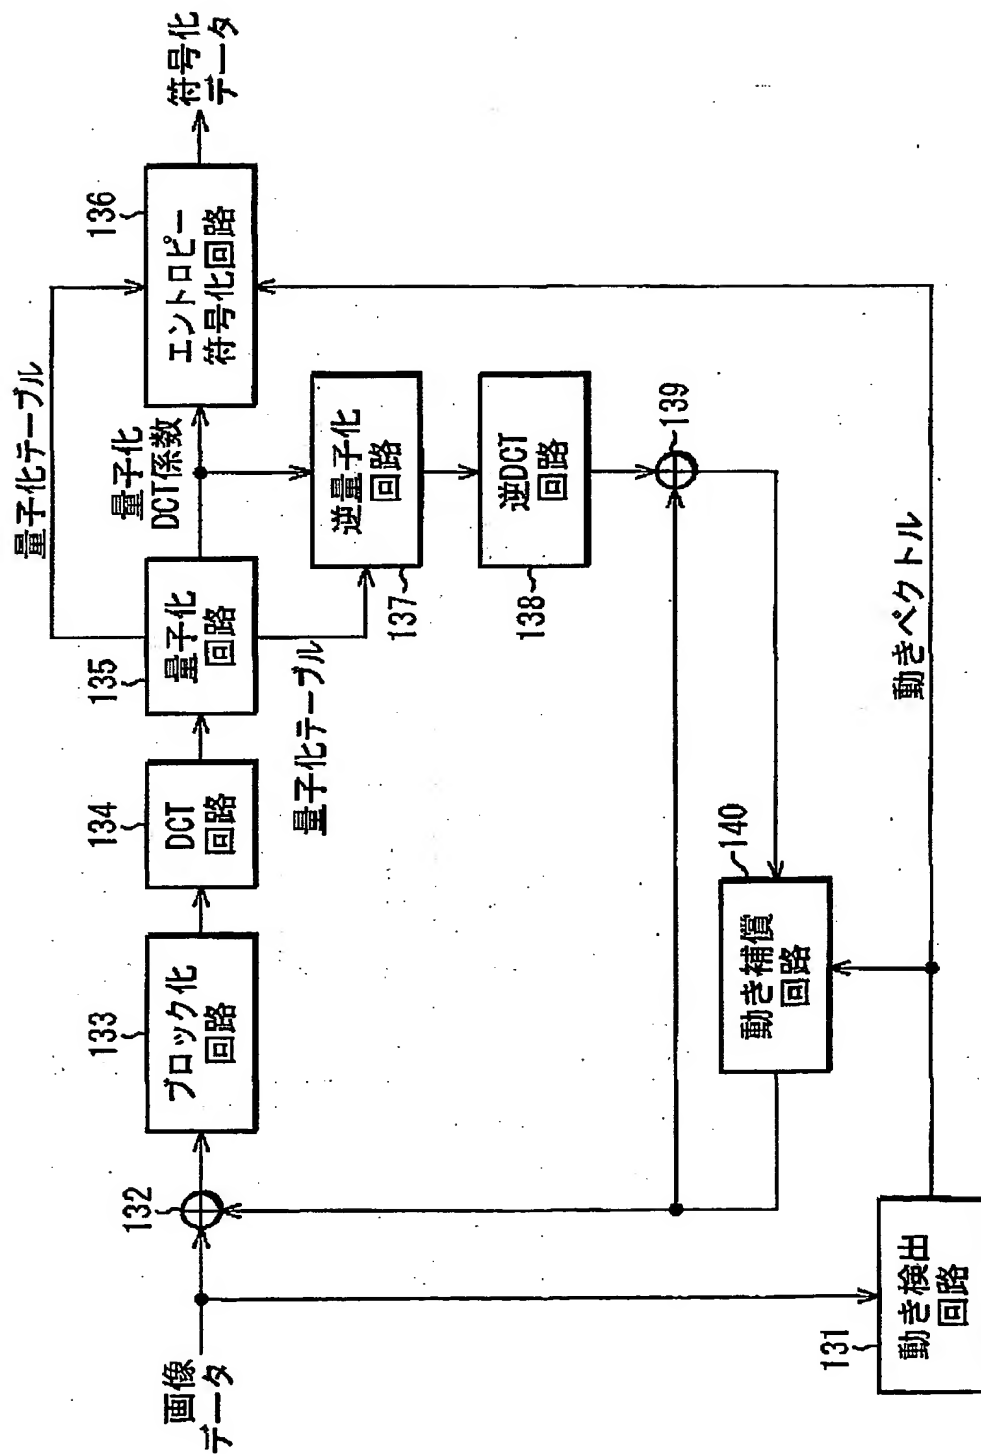 画像
データ
132
133
ブロック化
回路
134
DCT
回路
135
量子化
回路
量子化テーブル
量子化
DCT係数
136
エントロピー
符号化回路
符号化
データ
量子化テーブル
逆量子化
回路
137
逆DCT
回路
138
139
140
動き補償
回路
動きベクトル
131
動き検出
回路